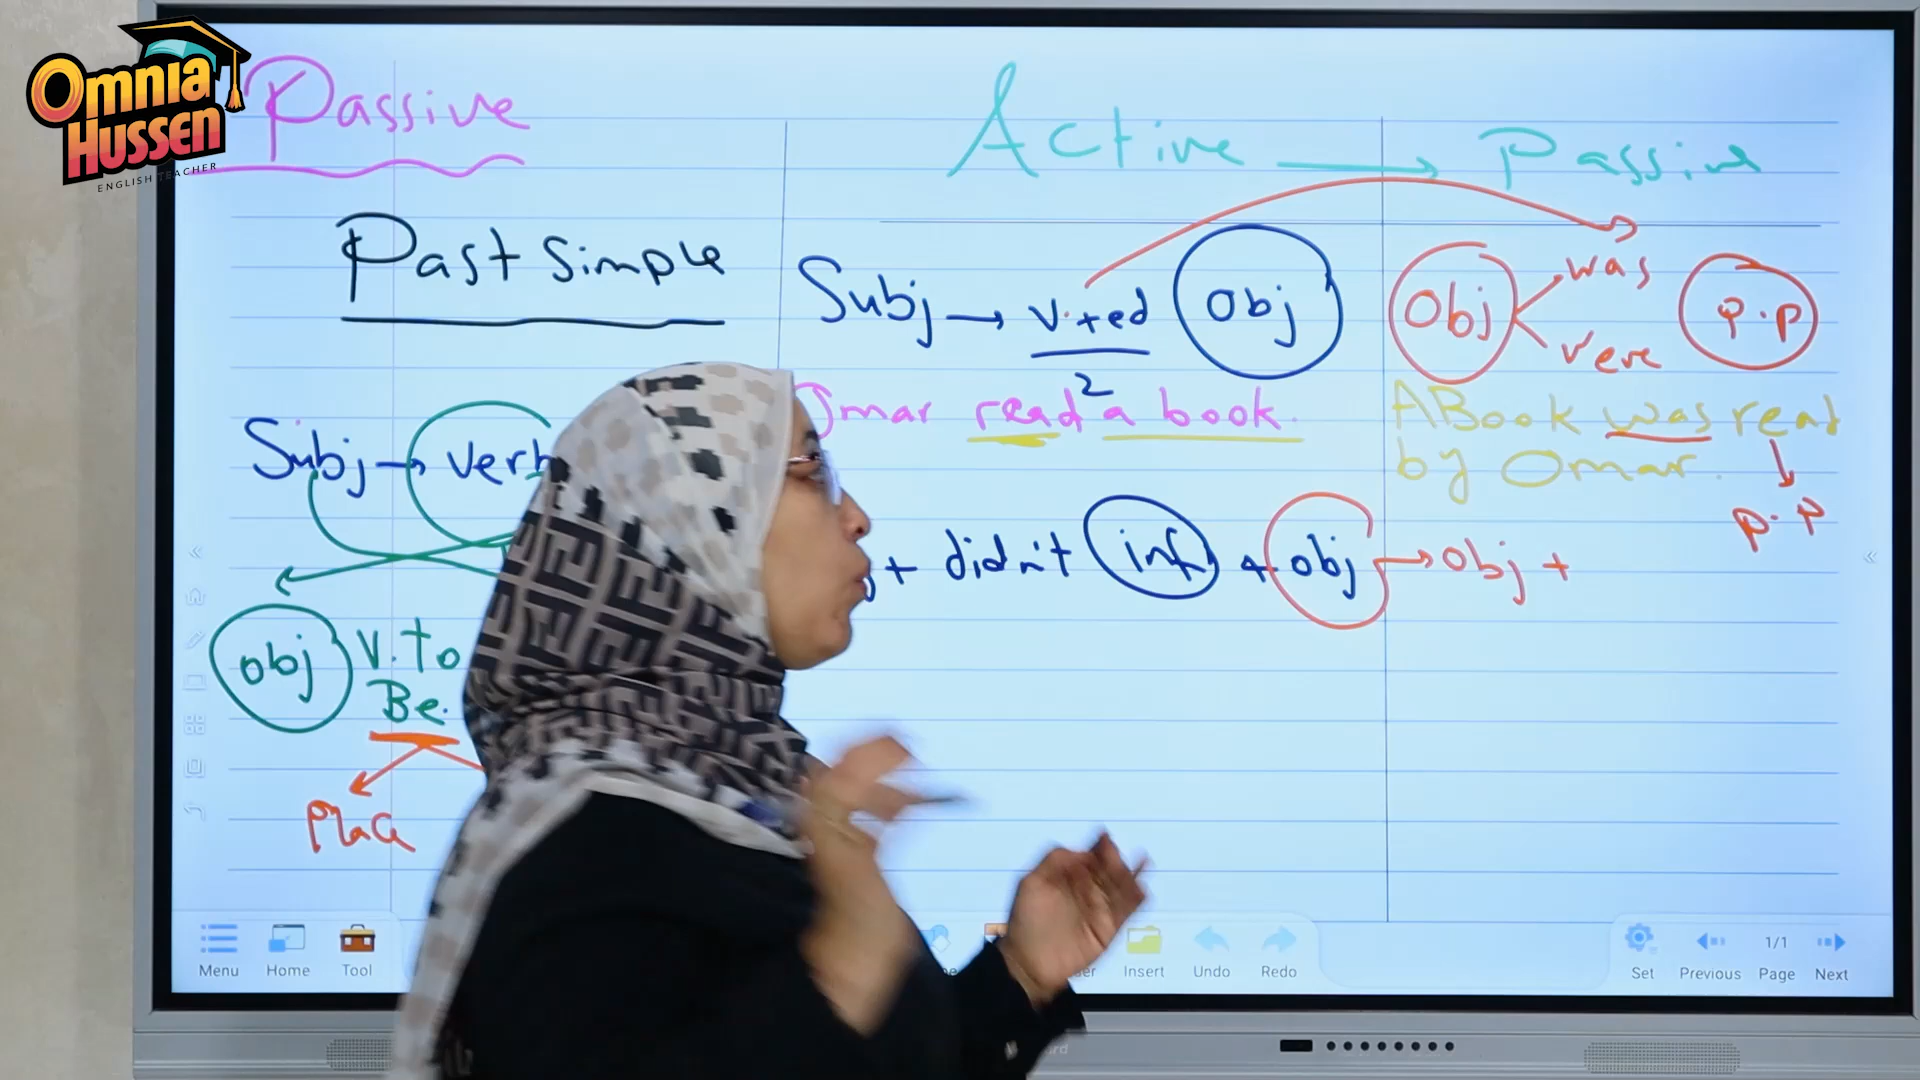 Omnia
Hussen
ENGLISH TEACHER
Passive
Active → Passive
Past simple
Subj → v.+ed obj
2
obj was
were
p.p
Omar read a book.
A Book was read
by Omar.
p.p
Subj → verb
+ didn't inf + obj → obj +
obj v. To
Be.
Menu Home Tool Insert Undo Redo Set Previous 1/1 Page Next